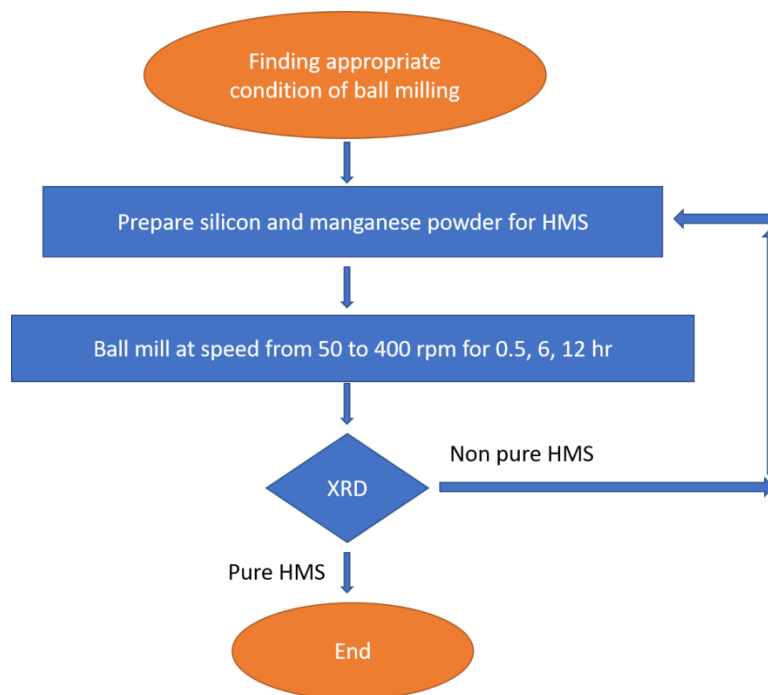 Finding appropriate
condition of ball milling
Prepare silicon and manganese powder for HMS
Ball mill at speed from 50 to 400 rpm for 0.5, 6, 12 hr
XRD
Non pure HMS
Pure HMS
End